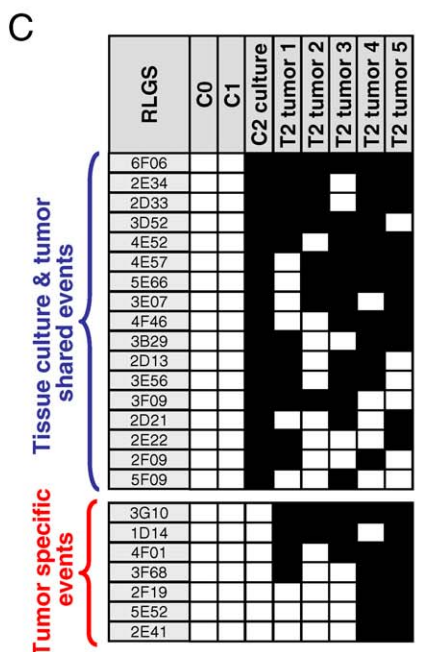 C
RLGS C0 C1 C2 culture T2 tumor 1 T2 tumor 2 T2 tumor 3 T2 tumor 4 T2 tumor 5
Tissue culture & tumor
shared events
6F06
2E34
2D33
3D52
4E52
4E57
5E66
3E07
4F46
3B29
2D13
3E56
3F09
2D21
2E22
2F09
5F09
Tumor specific
events
3G10
1D14
4F01
3F68
2F19
5E52
2E41